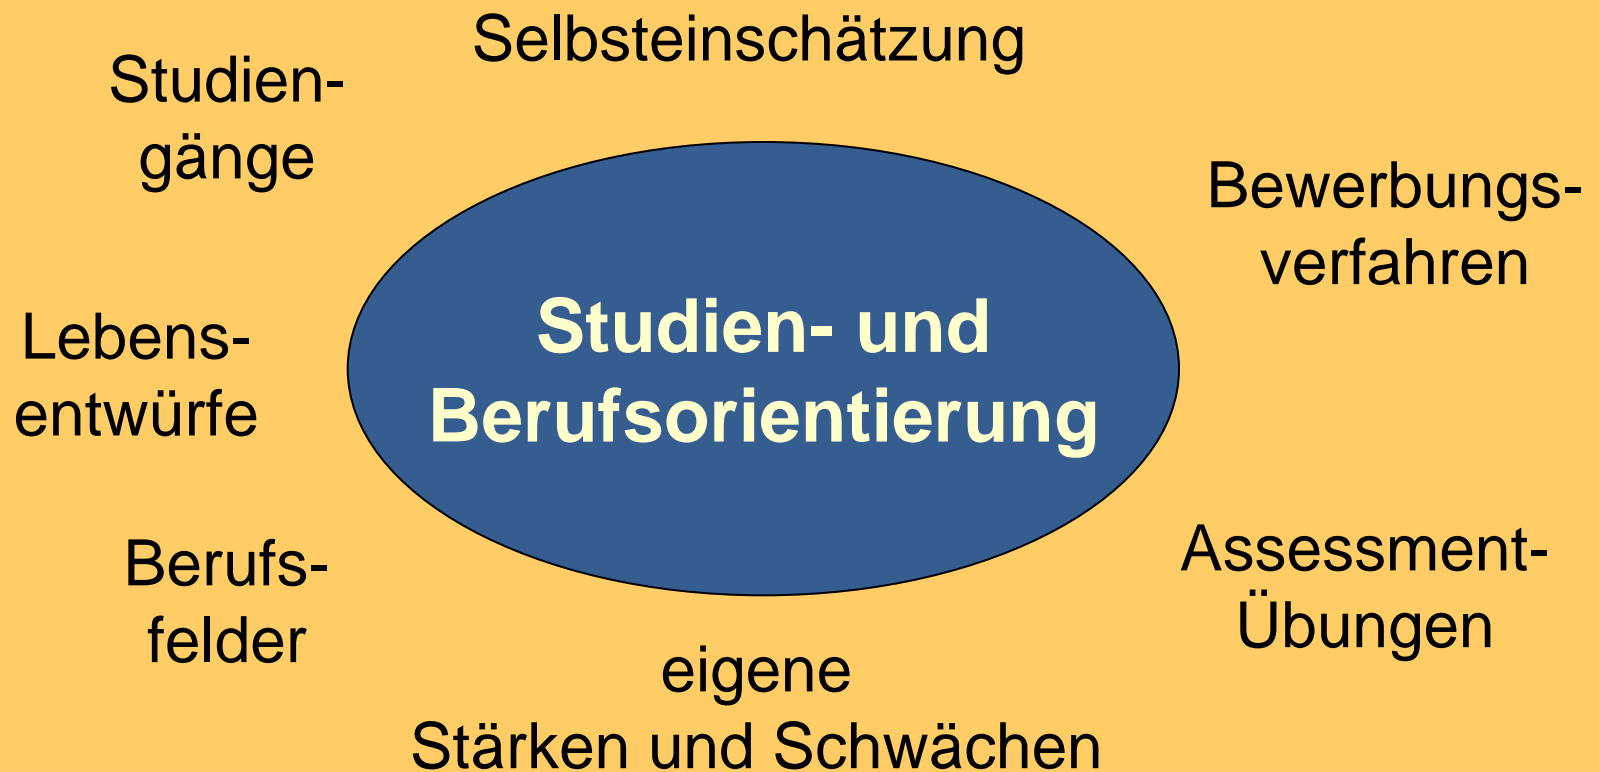 Selbsteinschätzung
Studien-
gänge
Bewerbungs-
verfahren
Studien- und
Berufsorientierung
Lebens-
entwürfe
Berufs-
felder
Assessment-
Übungen
eigene
Stärken und Schwächen